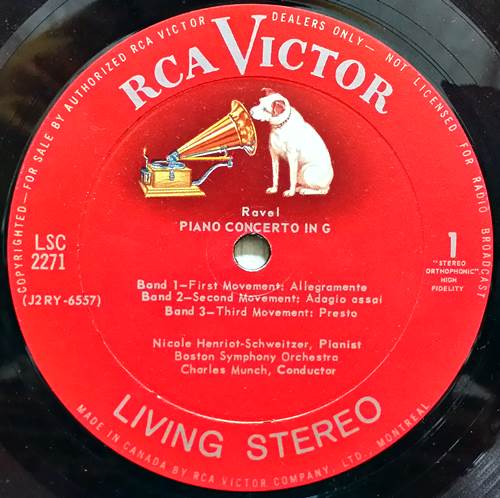 COPYRIGHTED—FOR SALE BY AUTHORIZED RCA VICTOR DEALERS ONLY— NOT LICENSED FOR RADIO BROADCAST
RCA VICTOR
Ravel
PIANO CONCERTO IN G
LSC
2271
(J2 RY-6557)
1
"STEREO
ORTHOPHONIC"
HIGH
FIDELITY
Band 1—First Movement: Allegramente
Band 2—Second Movement: Adagio assai
Band 3—Third Movement: Presto
Nicole Henriot-Schweitzer, Pianist
Boston Symphony Orchestra
Charles Munch, Conductor
LIVING STEREO
MADE IN CANADA BY RCA VICTOR COMPANY, LTD., MONTREAL